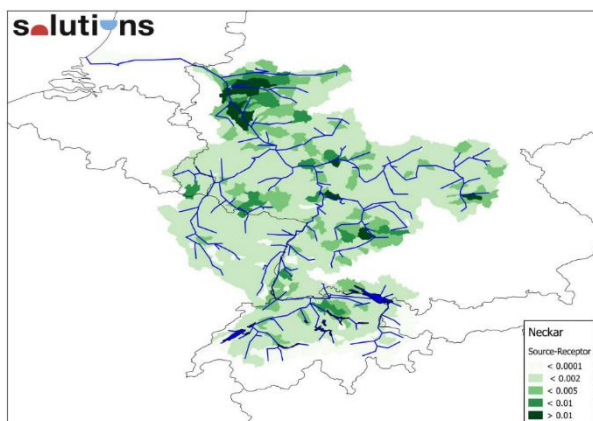 solutions
Neckar
Source-Receptor
< 0.0001
< 0.002
< 0.005
< 0.01
> 0.01